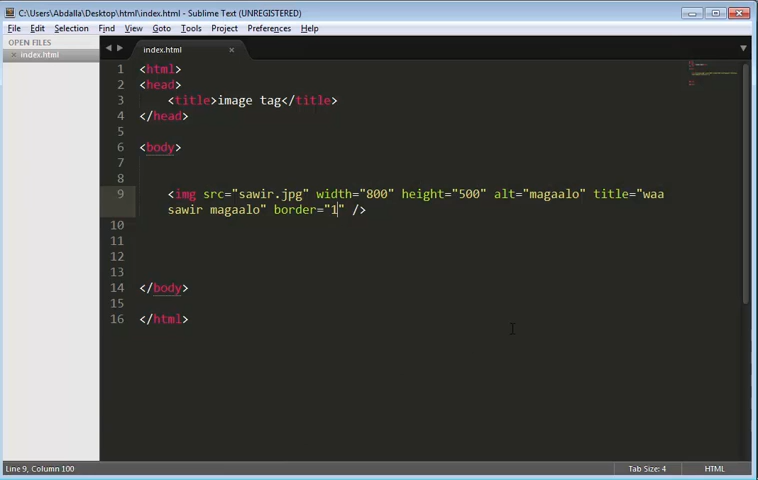 C:\Users\Abdalla\Desktop\html\index.html - Sublime Text (UNREGISTERED)
File Edit Selection Find View Goto Tools Project Preferences Help
OPEN FILES
index.html
index.html
1 <html>
2 <head>
3 <title>image tag</title>
4 </head>
5
6 <body>
7
8
9 <img src="sawir.jpg" width="800" height="500" alt="magaalo" title="waa
sawir magaalo" border="1" />
10
11
12
13
14 </body>
15
16 </html>
Line 9, Column 100 Tab Size: 4 HTML